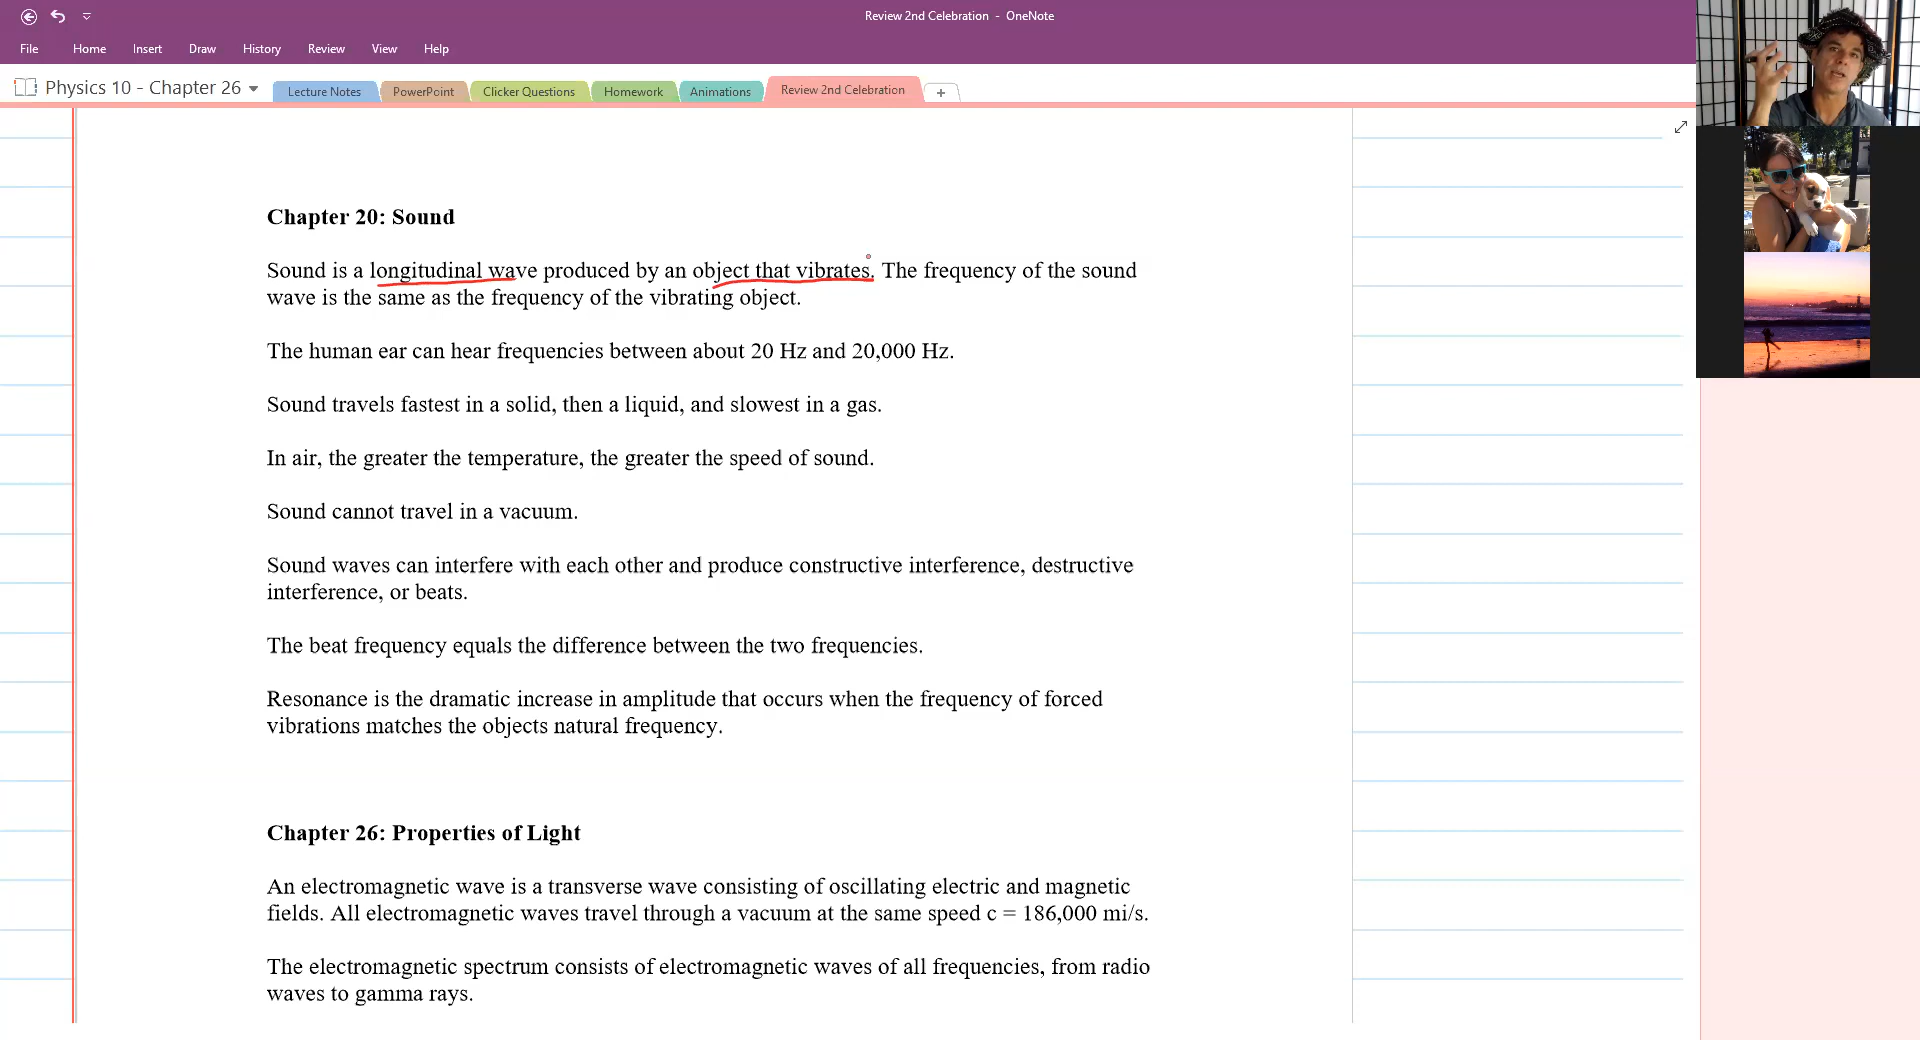 Review 2nd Celebration - OneNote
File Home Insert Draw History Review View Help
Physics 10 - Chapter 26 Lecture Notes PowerPoint Clicker Questions Homework Animations Review 2nd Celebration +
Chapter 20: Sound
Sound is a longitudinal wave produced by an object that vibrates. The frequency of the sound
wave is the same as the frequency of the vibrating object.
The human ear can hear frequencies between about 20 Hz and 20,000 Hz.
Sound travels fastest in a solid, then a liquid, and slowest in a gas.
In air, the greater the temperature, the greater the speed of sound.
Sound cannot travel in a vacuum.
Sound waves can interfere with each other and produce constructive interference, destructive
interference, or beats.
The beat frequency equals the difference between the two frequencies.
Resonance is the dramatic increase in amplitude that occurs when the frequency of forced
vibrations matches the objects natural frequency.
Chapter 26: Properties of Light
An electromagnetic wave is a transverse wave consisting of oscillating electric and magnetic
fields. All electromagnetic waves travel through a vacuum at the same speed c = 186,000 mi/s.
The electromagnetic spectrum consists of electromagnetic waves of all frequencies, from radio
waves to gamma rays.